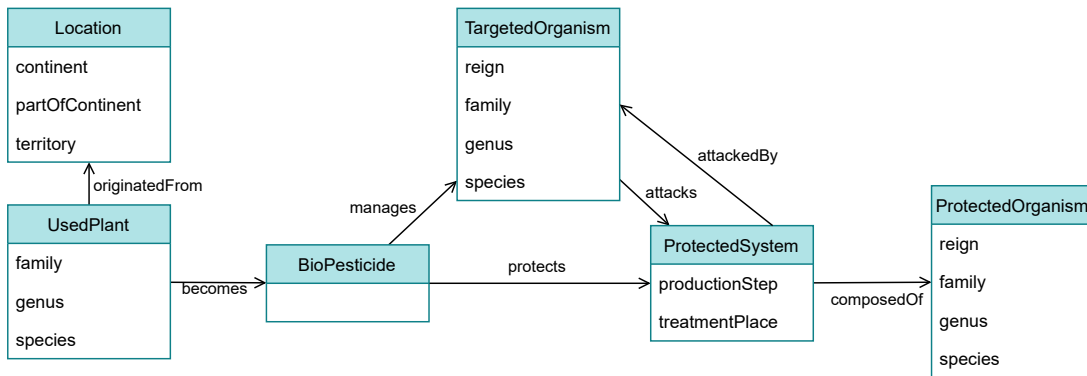 Location
continent
partOfContinent
territory
originatedFrom
UsedPlant
family
genus
species
becomes
BioPesticide
manages
protects
TargetedOrganism
reign
family
genus
species
attackedBy
attacks
ProtectedSystem
productionStep
treatmentPlace
composedOf
ProtectedOrganism
reign
family
genus
species